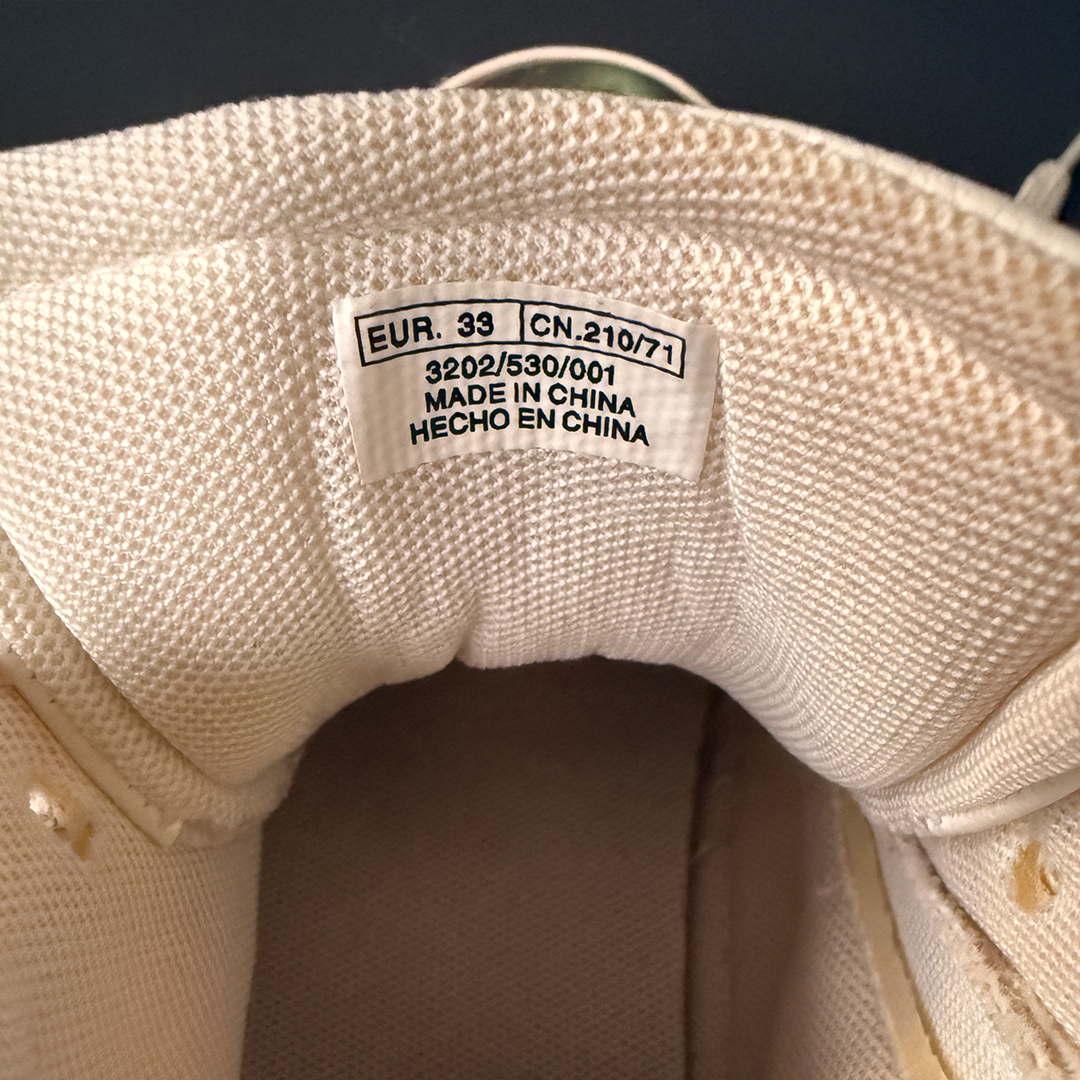 EUR. 33 CN.210/71
3202/530/001
MADE IN CHINA
HECHO EN CHINA